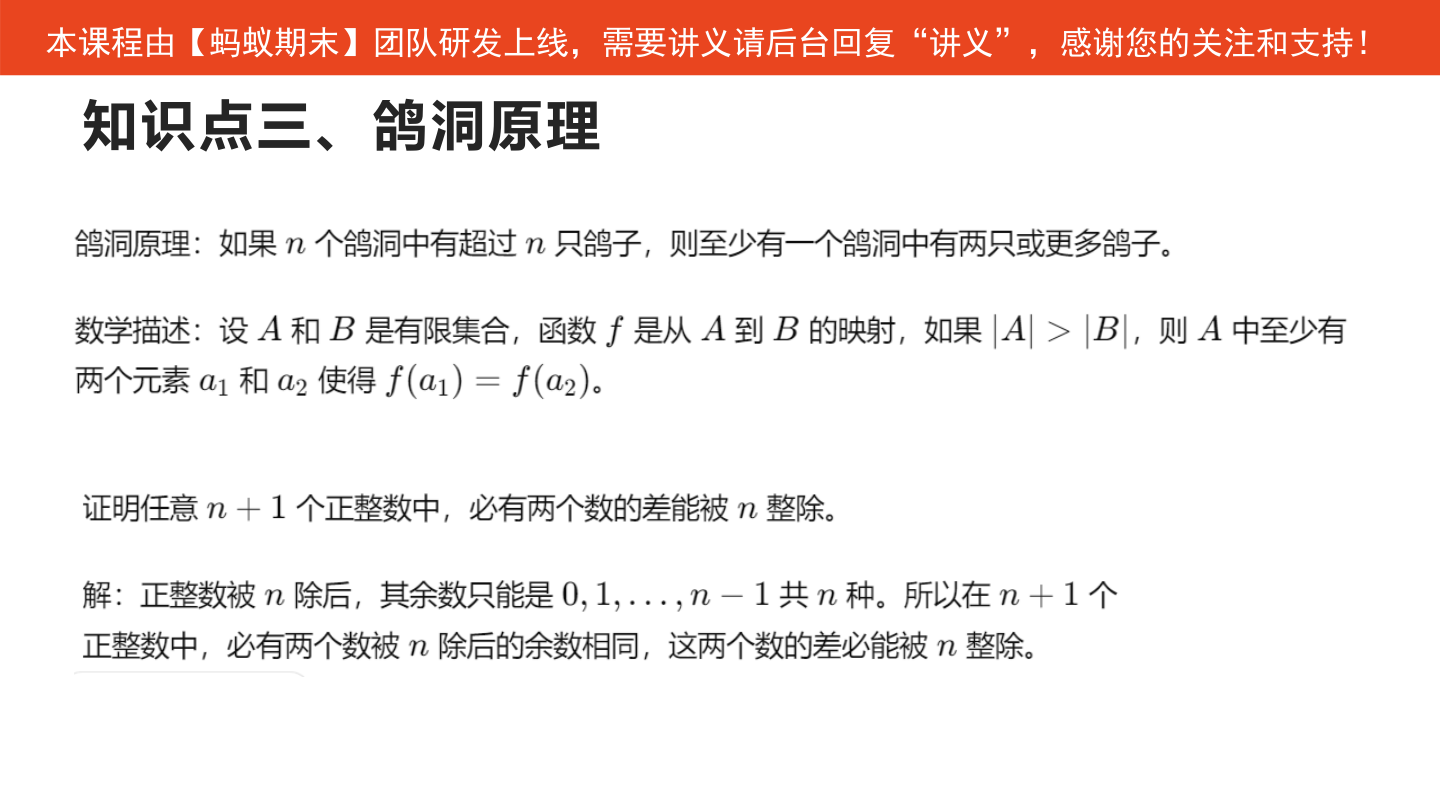 本课程由【蚂蚁期末】团队研发上线，需要讲义请后台回复“讲义”，感谢您的关注和支持！
知识点三、鸽洞原理
鸽洞原理：如果 n 个鸽洞中有超过 n 只鸽子，则至少有一个鸽洞中有两只或更多鸽子。
数学描述：设 A 和 B 是有限集合，函数 f 是从 A 到 B 的映射，如果 |A| > |B|，则 A 中至少有
两个元素 a₁ 和 a₂ 使得 f(a₁) = f(a₂)。
证明任意 n + 1 个正整数中，必有两个数的差能被 n 整除。
解：正整数被 n 除后，其余数只能是 0, 1, . . . , n − 1 共 n 种。所以在 n + 1 个
正整数中，必有两个数被 n 除后的余数相同，这两个数的差必能被 n 整除。